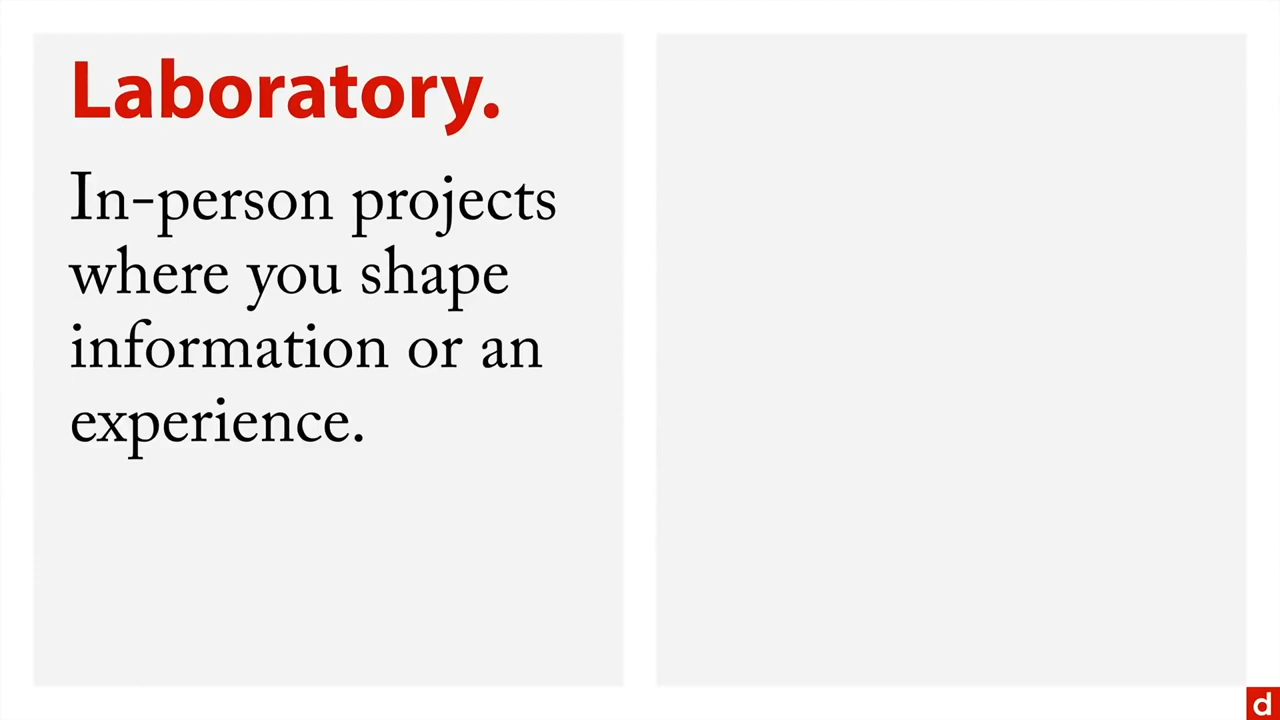 Laboratory.
In-person projects
where you shape
information or an
experience.
d